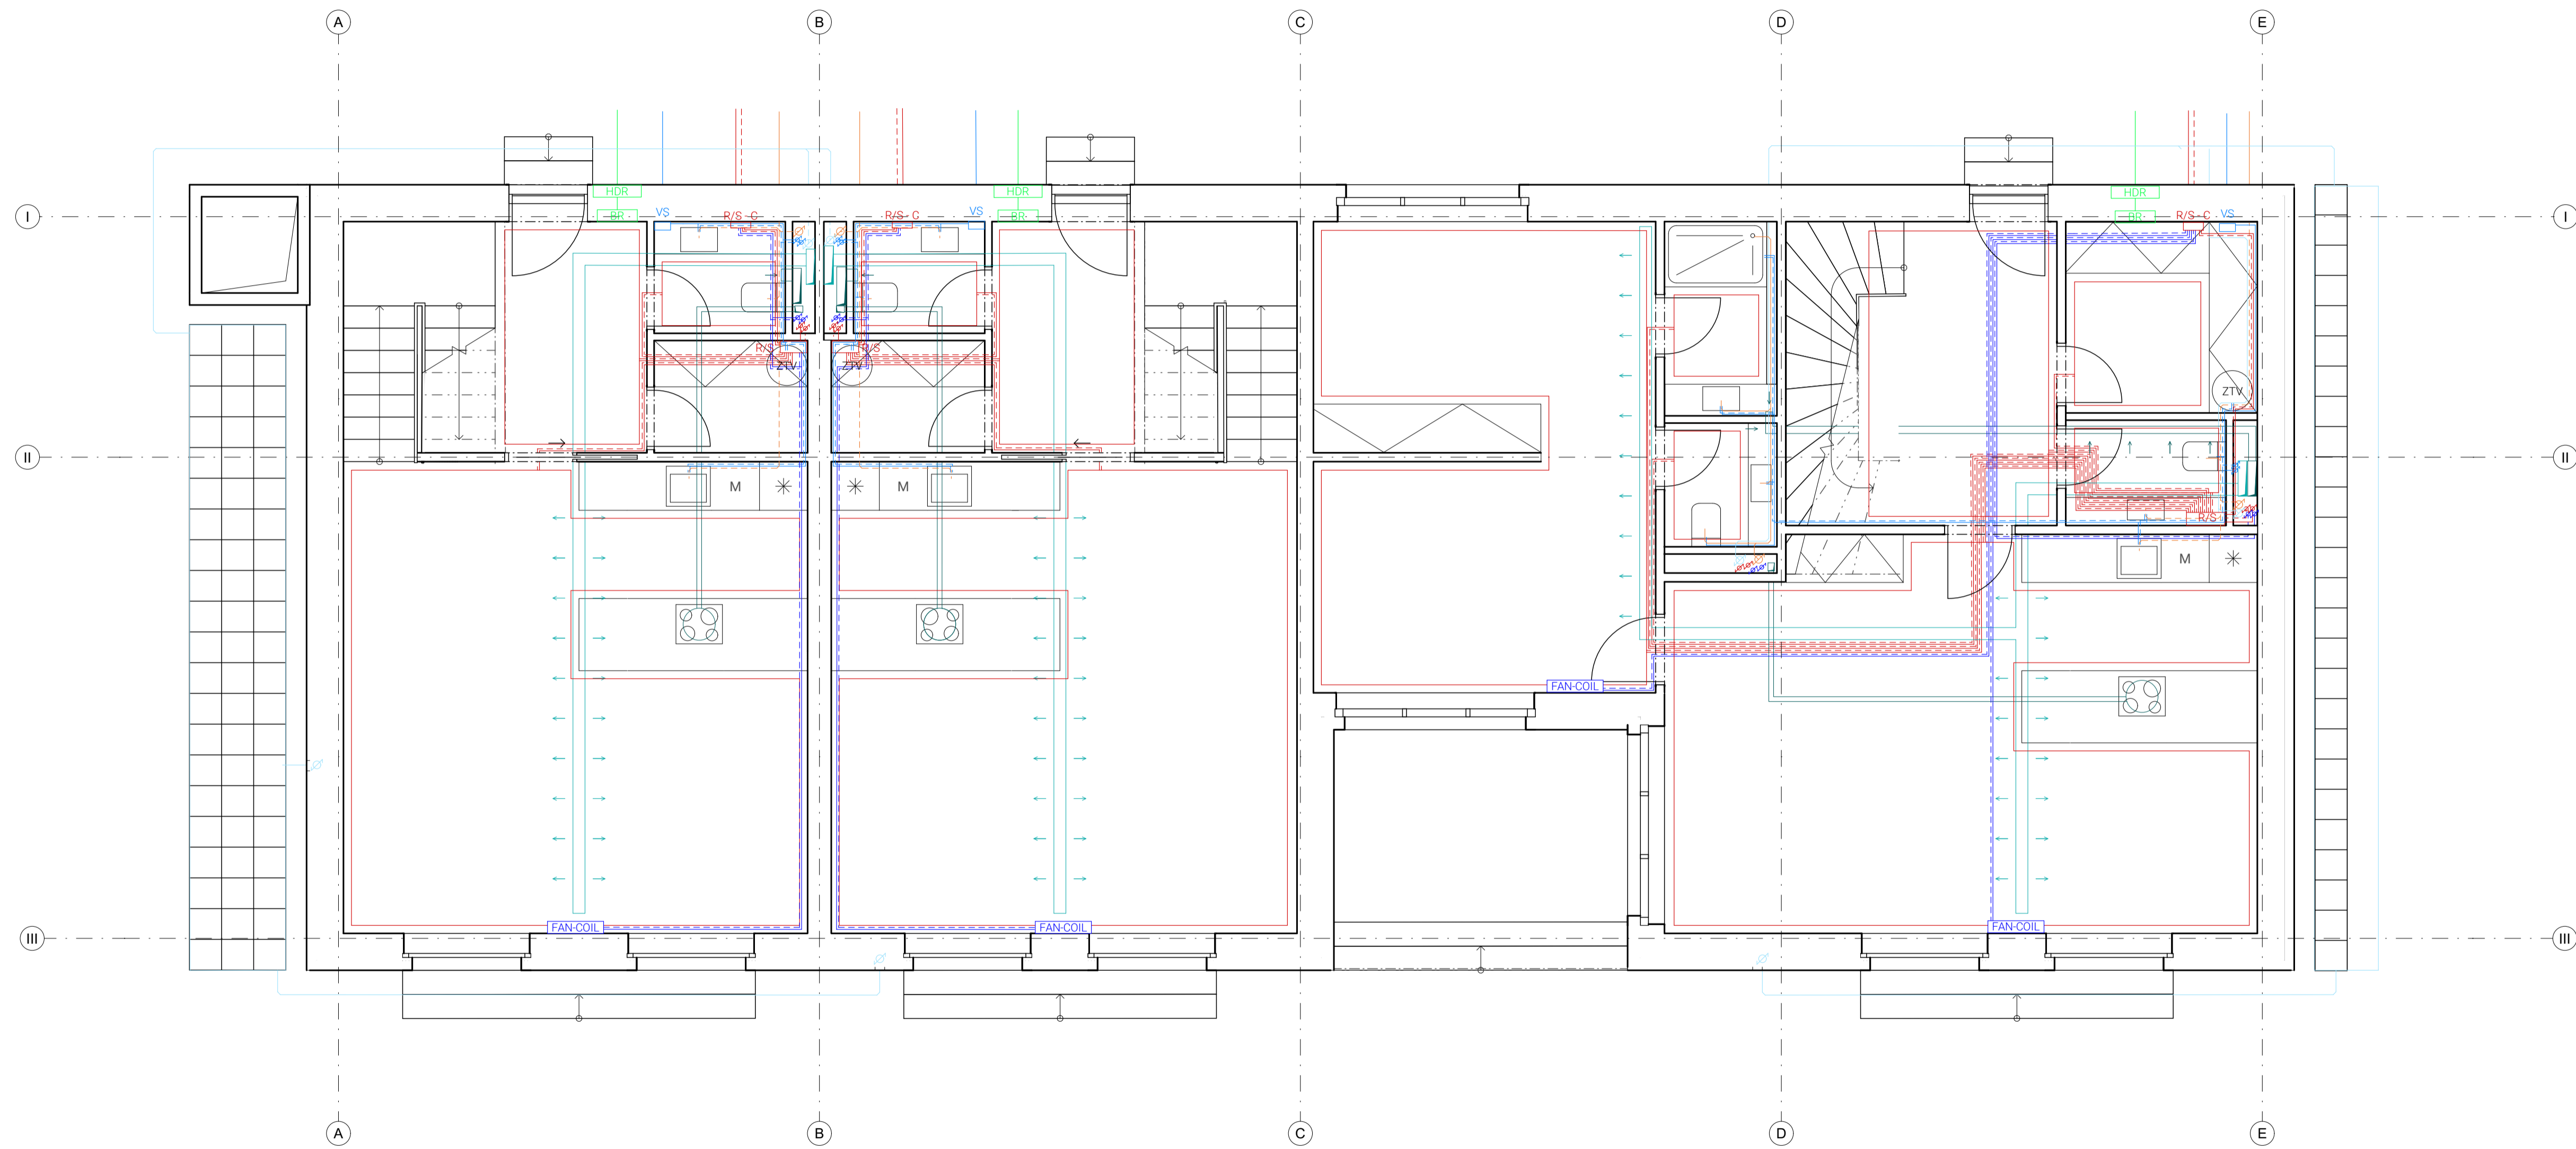 A B C D E
HDR HDR HDR
I BR VS R/S - C R/S - C VS BR BR R/S - C VS I
R/S R/S
ZTV ZTV ZTV
II II
M M
R/S
M
FAN-COIL
FAN-COIL FAN-COIL FAN-COIL
III III
A B C D E